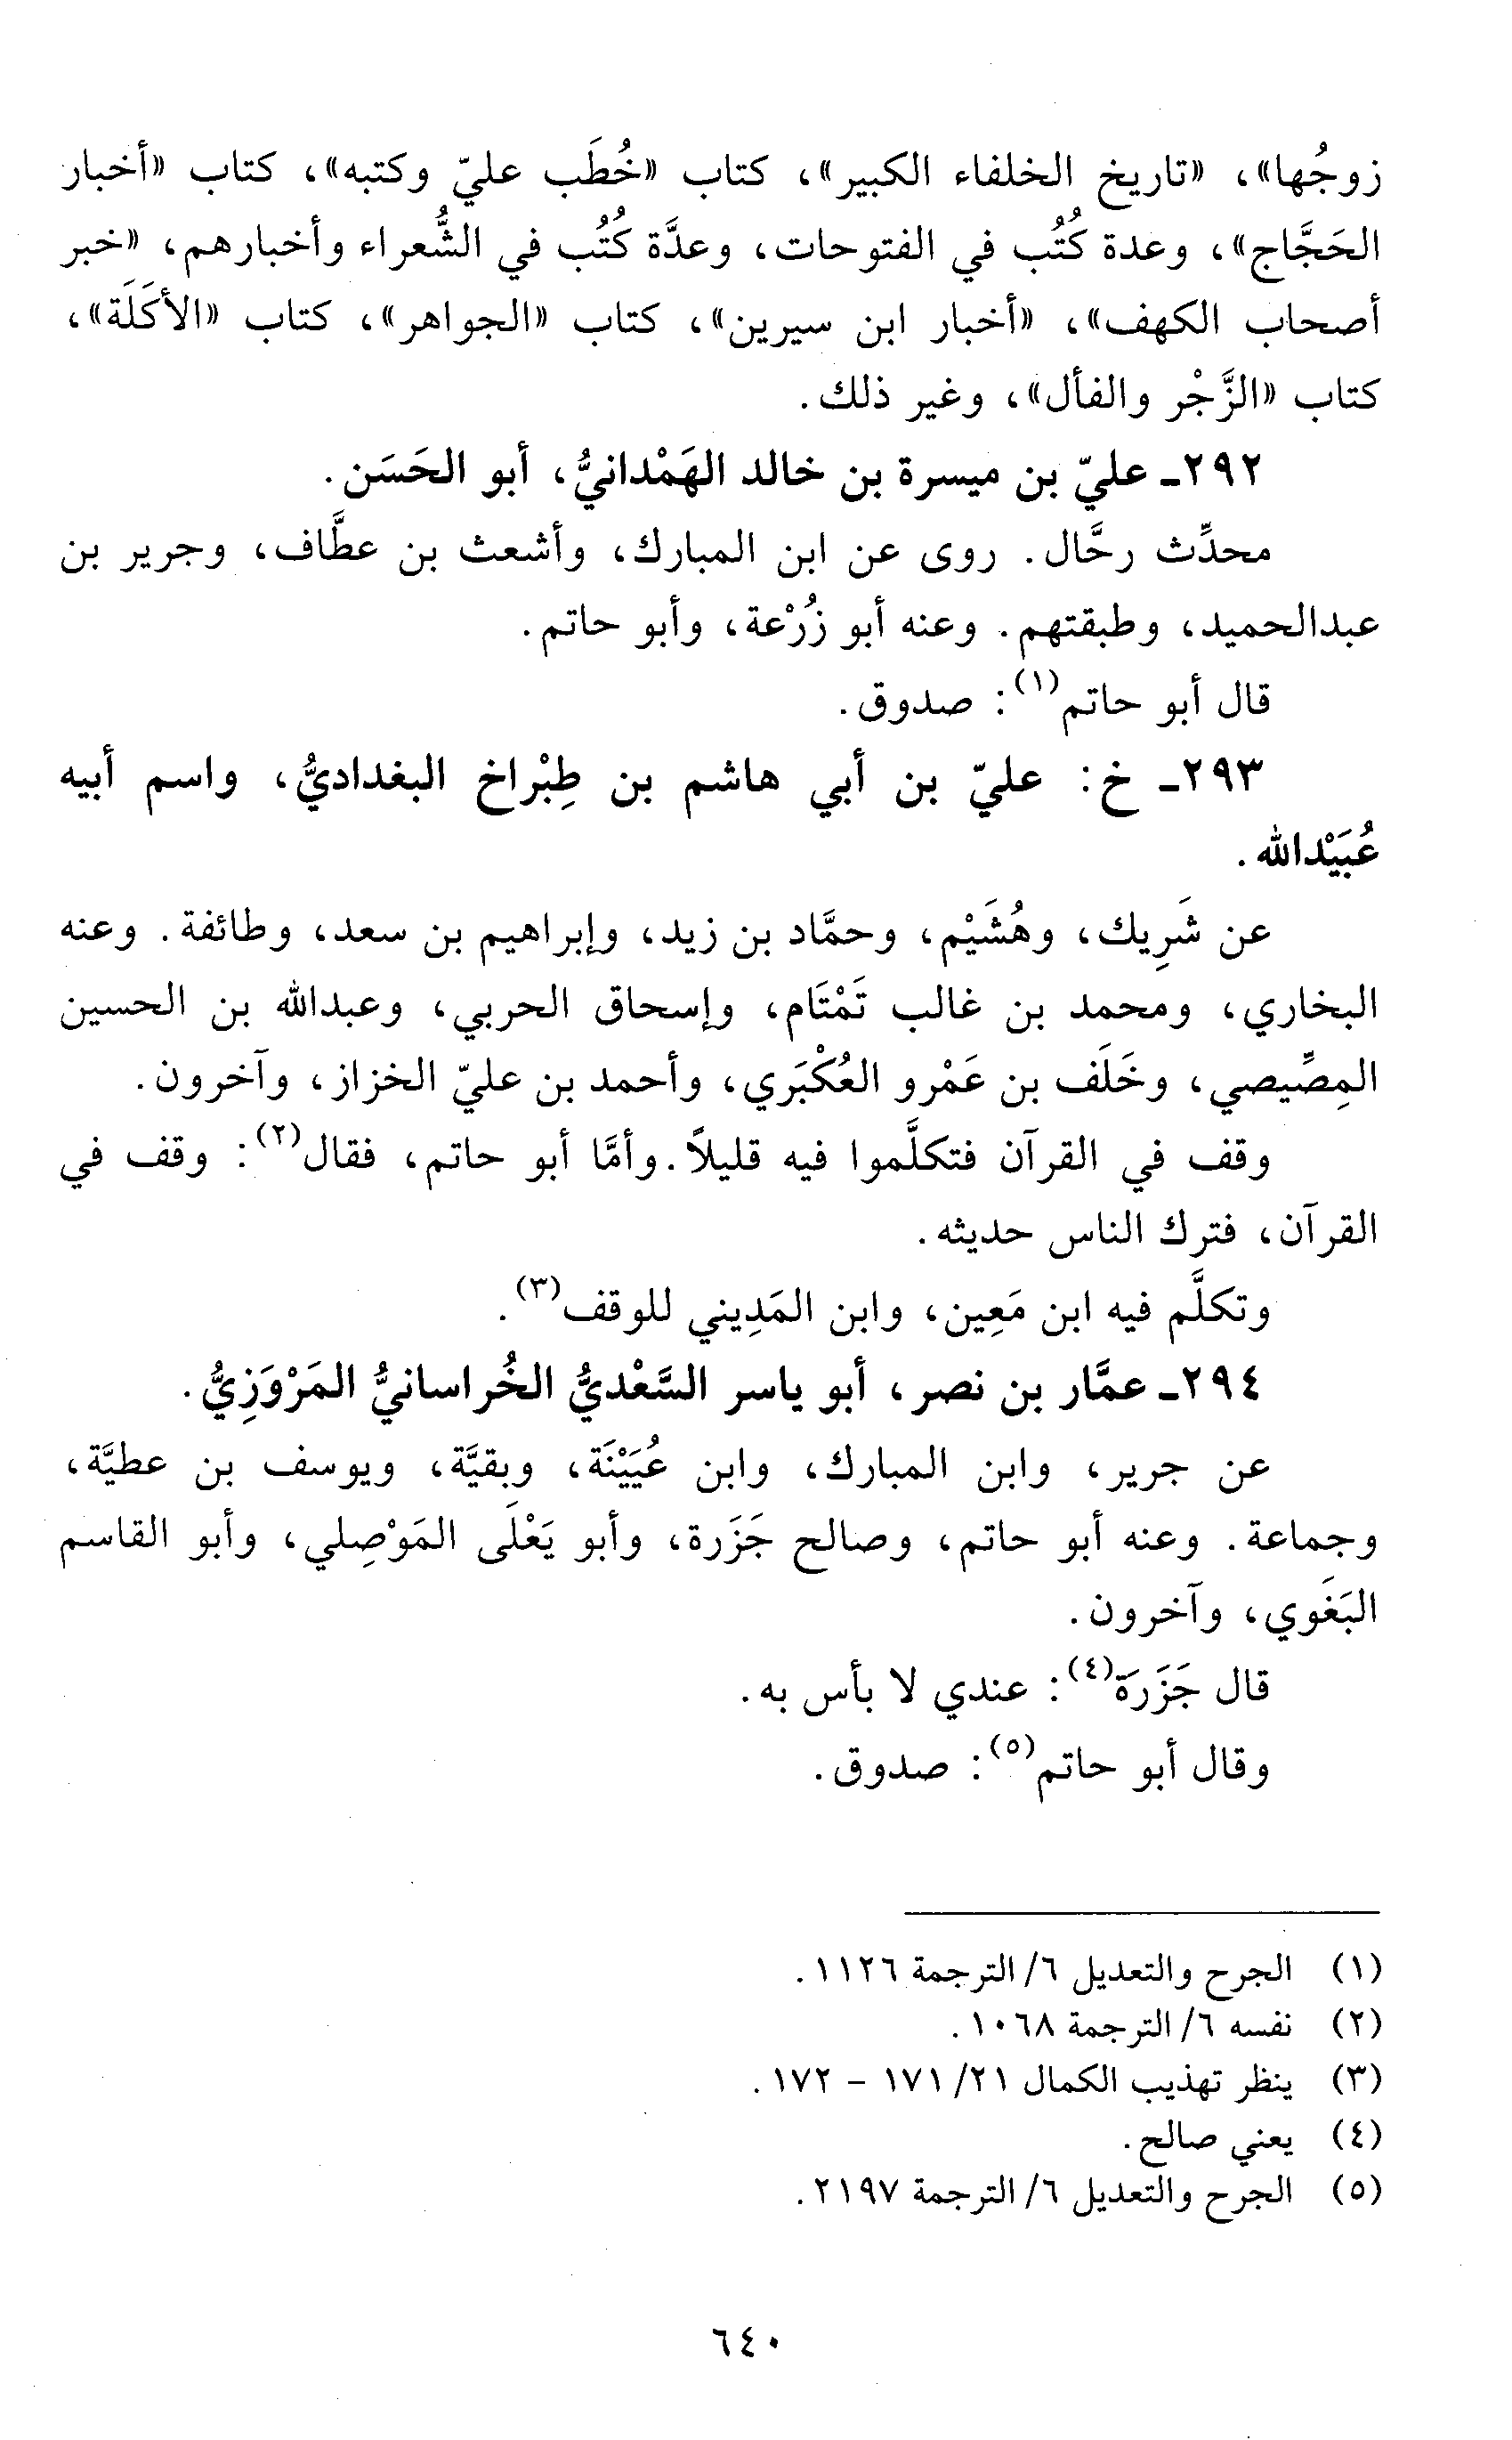 زوجُها»، «تاريخ الخلفاء الكبير»، كتاب «خُطَب عليّ وكتبه»، كتاب «أخبار
الحَجَّاج»، وعدة كُتُب في الفتوحات، وعدَّة كُتُب في الشُّعراء وأخبارهم، «خبر
أصحاب الكهف»، «أخبار ابن سيرين»، كتاب «الجواهر»، كتاب «الأكَلَة»،
كتاب «الزَّجْر والفأل»، وغير ذلك.
٢٩٢ـ عليّ بن ميسرة بن خالد الهَمْدانيُّ، أبو الحَسَن.
محدِّث رحَّال. روى عن ابن المبارك، وأشعث بن عطَّاف، وجرير بن
عبدالحميد، وطبقتهم. وعنه أبو زُرْعة، وأبو حاتم.
قال أبو حاتم(١): صدوق.
٢٩٣ـ خ: عليّ بن أبي هاشم بن طِبْراخ البغداديُّ، واسم أبيه
عُبَيْدالله.
عن شَرِيك، وهُشَيْم، وحمَّاد بن زيد، وإبراهيم بن سعد، وطائفة. وعنه
البخاري، ومحمد بن غالب تَمْتَام، وإسحاق الحربي، وعبدالله بن الحسين
المِصِّيصي، وخَلَف بن عَمْرو العُكْبَري، وأحمد بن عليّ الخزاز، وآخرون.
وقف في القرآن فتكلَّموا فيه قليلاً. وأمَّا أبو حاتم، فقال(٢): وقف في
القرآن، فترك الناس حديثه.
وتكلَّم فيه ابن مَعِين، وابن المَدِيني للوقف(٣).
٢٩٤ـ عمَّار بن نصر، أبو ياسر السَّعْديُّ الخُراسانيُّ المَرْوَزِيُّ.
عن جرير، وابن المبارك، وابن عُيَيْنَة، وبقيَّة، ويوسف بن عطيَّة،
وجماعة. وعنه أبو حاتم، وصالح جَزَرة، وأبو يَعْلَى المَوْصِلي، وأبو القاسم
البَغَوي، وآخرون.
قال جَزَرَة(٤): عندي لا بأس به.
وقال أبو حاتم(٥): صدوق.
(١) الجرح والتعديل ٦/ الترجمة ١١٢٦.
(٢) نفسه ٦/ الترجمة ١٠٦٨.
(٣) ينظر تهذيب الكمال ٢١/ ١٧١ - ١٧٢.
(٤) يعني صالح.
(٥) الجرح والتعديل ٦/ الترجمة ٢١٩٧.
٦٤٠